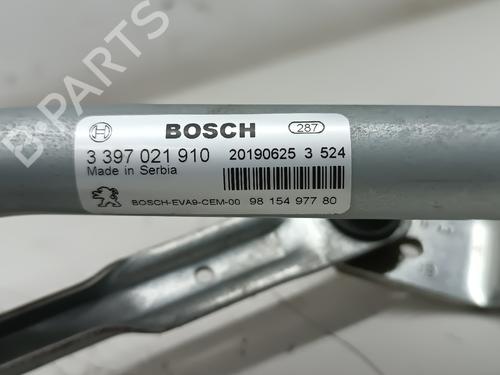 BOSCH 287
3 397 021 910 20190625 3 524
Made in Serbia
BOSCH-EVA9-CEM-00 98 154 977 80
B-PARTS